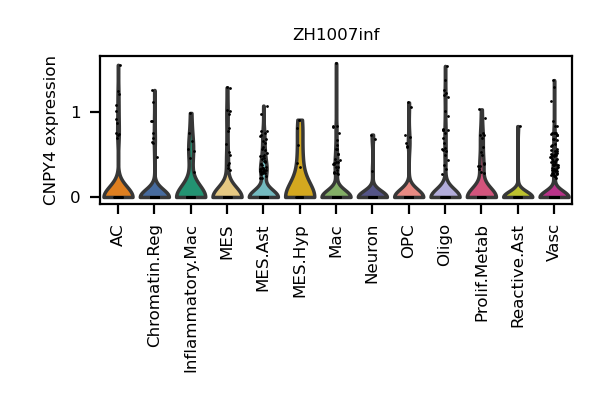 ZH1007inf
CNPY4 expression
1
0
AC
Chromatin.Reg
Inflammatory.Mac
MES
MES.Ast
MES.Hyp
Mac
Neuron
OPC
Oligo
Prolif.Metab
Reactive.Ast
Vasc